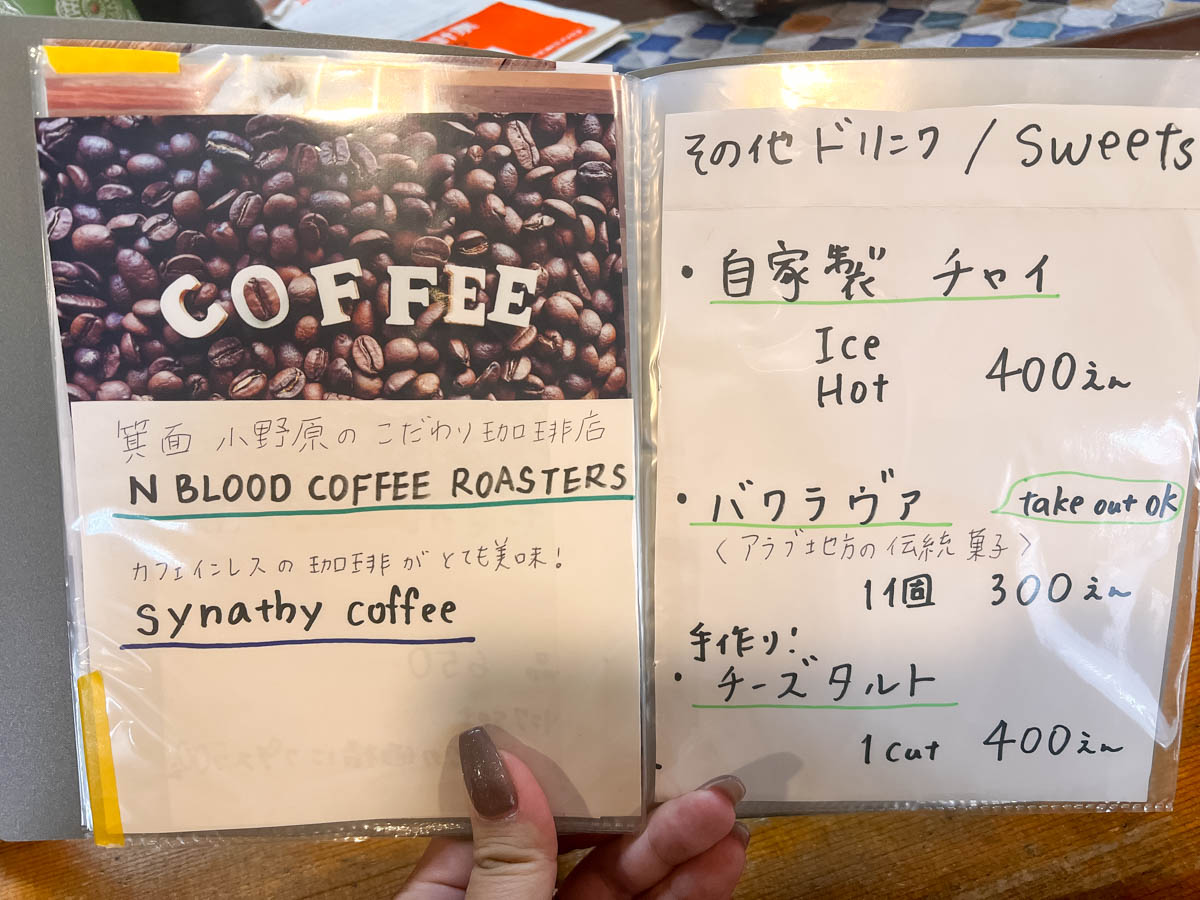 COFFEE
箕面 小野原の こだわり 珈琲店
N BLOOD COFFEE ROASTERS
カフェインレスの 珈琲が とても美味!
synathy coffee
その他 ドリンク / Sweets
・自家製 チャイ
Ice
Hot 400えん
・バクラヴァ take out ok
〈アラブ地方の伝統菓子〉
1個 300えん
手作り!
・チーズタルト
1 cut 400えん